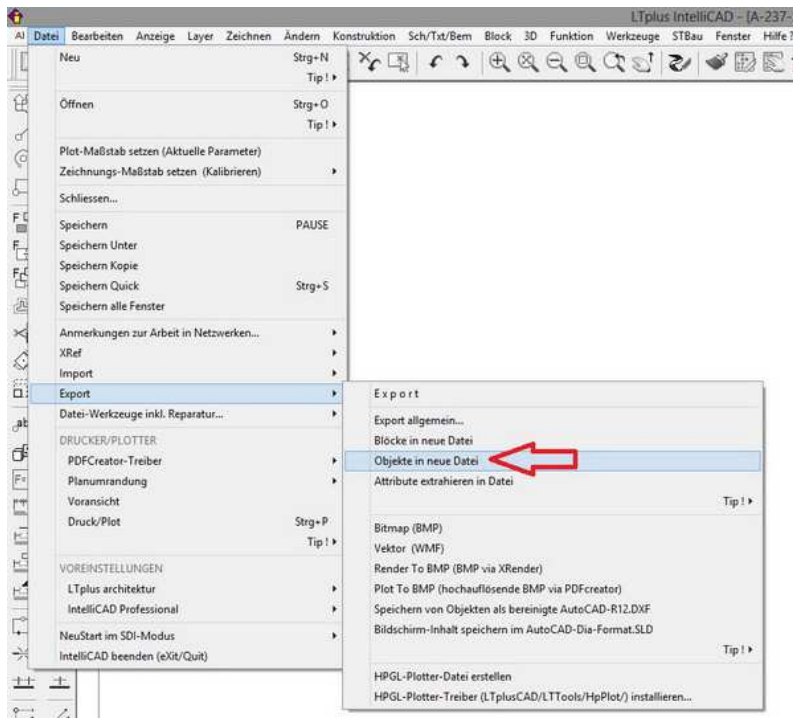 LTplus IntelliCAD - [A-237-
Datei Bearbeiten Anzeige Layer Zeichnen Ändern Konstruktion Sch/Txt/Bem Block 3D Funktion Werkzeuge STBau Fenster Hilfe ?
Neu Strg+N
Tip !
Öffnen Strg+O
Tip !
Plot-Maßstab setzen (Aktuelle Parameter)
Zeichnungs-Maßstab setzen (Kalibrieren)
Schliessen...
Speichern PAUSE
Speichern Unter
Speichern Kopie
Speichern Quick Strg+S
Speichern alle Fenster
Anmerkungen zur Arbeit in Netzwerken...
XRef
Import
Export
Datei-Werkzeuge inkl. Reparatur...
DRUCKER/PLOTTER
PDFCreator-Treiber
Planumrandung
Voransicht
Druck/Plot Strg+P
Tip !
VOREINSTELLUNGEN
LTplus architektur
IntelliCAD Professional
NeuStart im SDI-Modus
IntelliCAD beenden (eXit/Quit)
E x p o r t
Export allgemein...
Blöcke in neue Datei
Objekte in neue Datei
Attribute extrahieren in Datei
Tip !
Bitmap (BMP)
Vektor (WMF)
Render To BMP (BMP via XRender)
Plot To BMP (hochauflösende BMP via PDFcreator)
Speichern von Objekten als bereinigte AutoCAD-R12.DXF
Bildschirm-Inhalt speichern im AutoCAD-Dia-Format.SLD
Tip !
HPGL-Plotter-Datei erstellen
HPGL-Plotter-Treiber (LTplusCAD/LTTools/HpPlot/) installieren...